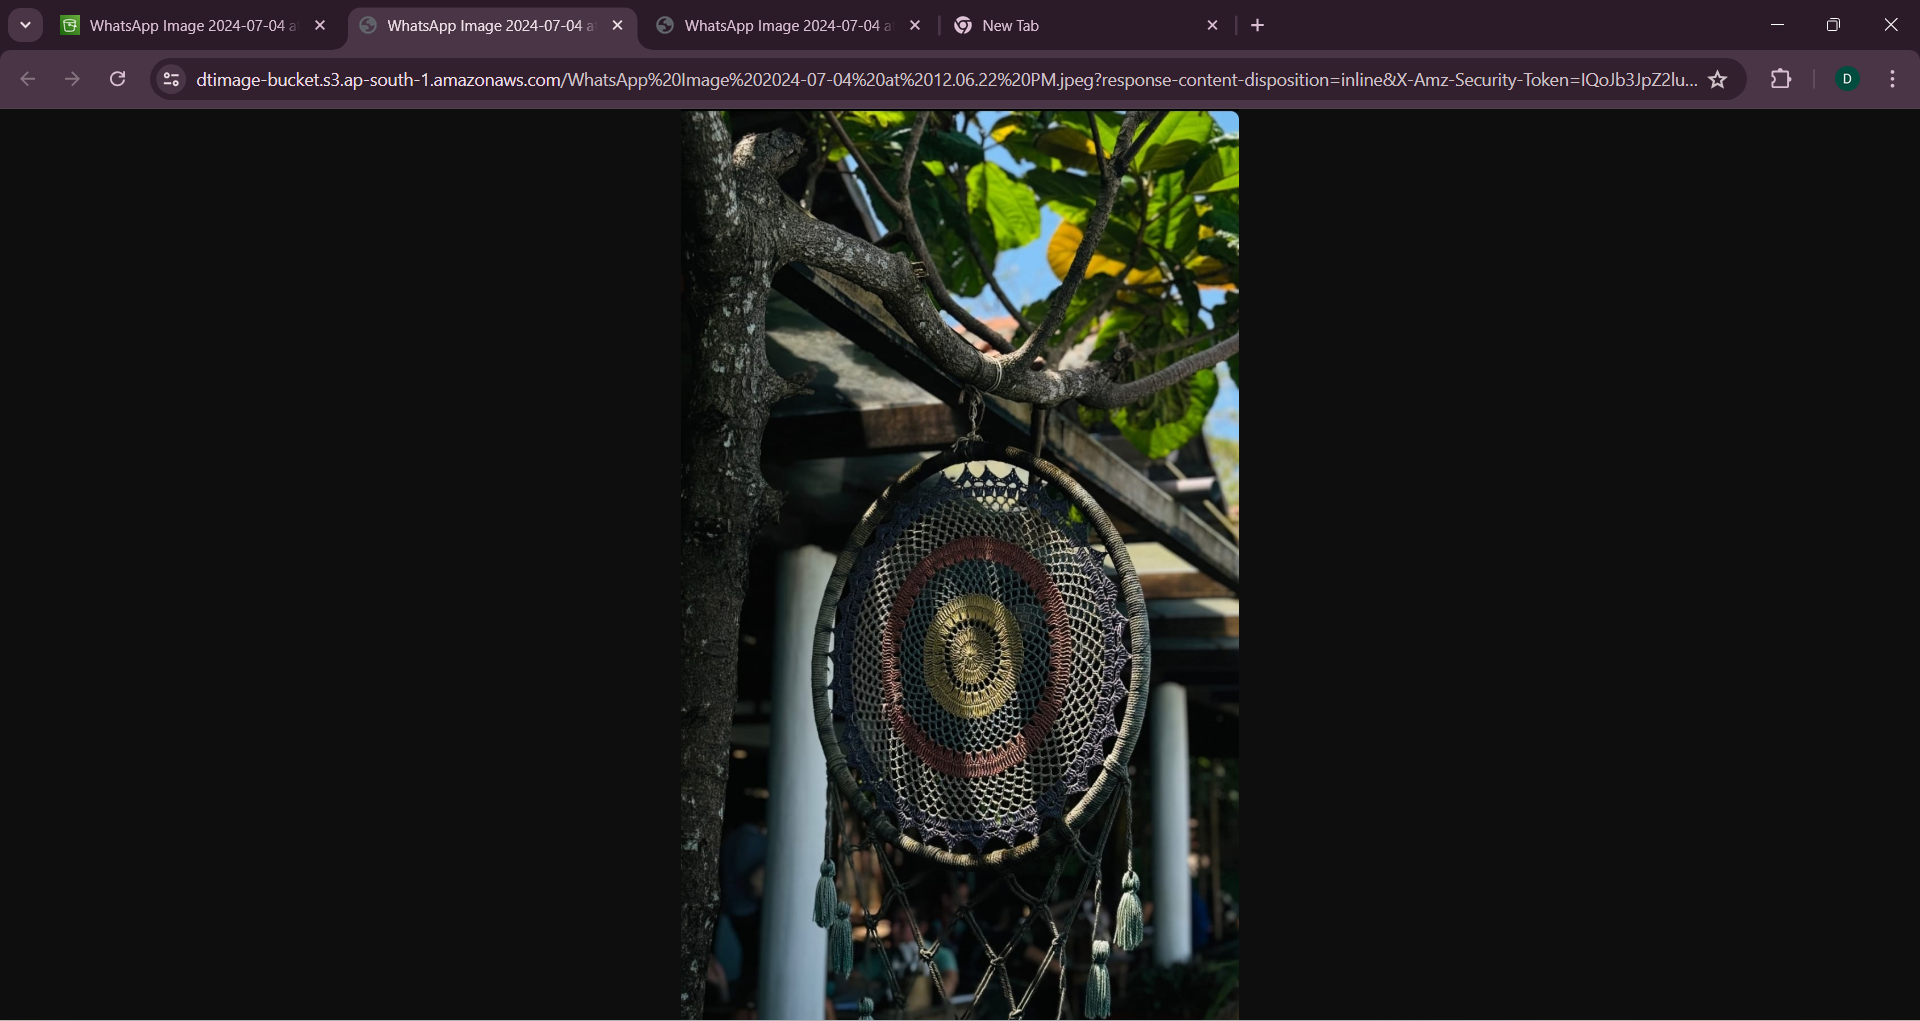 WhatsApp Image 2024-07-04 a
WhatsApp Image 2024-07-04 a
WhatsApp Image 2024-07-04 a
New Tab
dtimage-bucket.s3.ap-south-1.amazonaws.com/WhatsApp%20Image%202024-07-04%20at%2012.06.22%20PM.jpeg?response-content-disposition=inline&X-Amz-Security-Token=IQoJb3JpZ2lu...
D